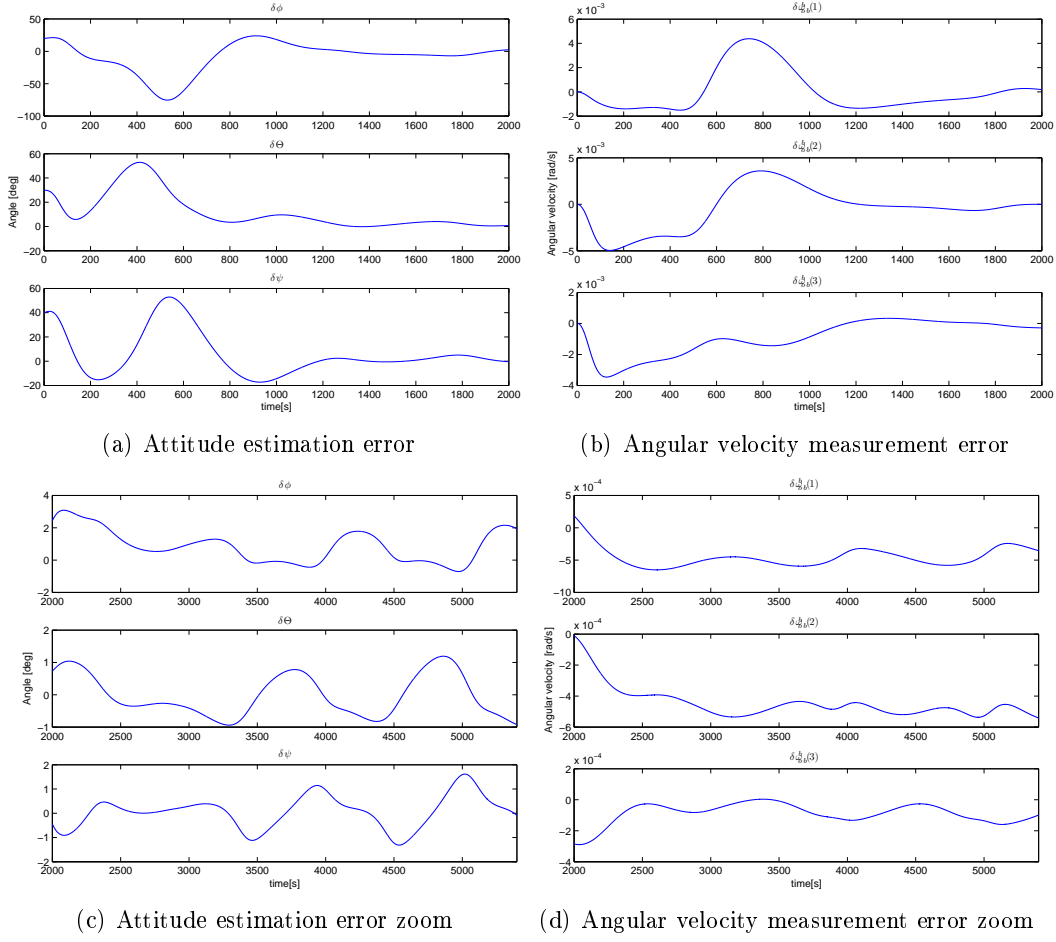 δϕ
50
0
−50
−100
0 200 400 600 800 1000 1200 1400 1600 1800 2000
δΘ
60
40
20
0
−20
Angle [deg]
0 200 400 600 800 1000 1200 1400 1600 1800 2000
δψ
60
40
20
0
−20
0 200 400 600 800 1000 1200 1400 1600 1800 2000
time[s]
(a) Attitude estimation error
x 10⁻³
(1)
6
4
2
0
−2
0 200 400 600 800 1000 1200 1400 1600 1800 2000
x 10⁻³
(2)
5
0
−5
Angular velocity [rad/s]
0 200 400 600 800 1000 1200 1400 1600 1800 2000
x 10⁻³
(3)
2
0
−2
−4
0 200 400 600 800 1000 1200 1400 1600 1800 2000
time[s]
(b) Angular velocity measurement error
δϕ
4
2
0
−2
2000 2500 3000 3500 4000 4500 5000
δΘ
2
1
0
−1
Angle [deg]
2000 2500 3000 3500 4000 4500 5000
δψ
2
1
0
−1
−2
2000 2500 3000 3500 4000 4500 5000
time[s]
(c) Attitude estimation error zoom
x 10⁻⁴
(1)
5
0
−5
−10
2000 2500 3000 3500 4000 4500 5000
x 10⁻⁴
(2)
0
−2
−4
−6
Angular velocity [rad/s]
2000 2500 3000 3500 4000 4500 5000
x 10⁻⁴
(3)
2
0
−2
−4
2000 2500 3000 3500 4000 4500 5000
time[s]
(d) Angular velocity measurement error zoom